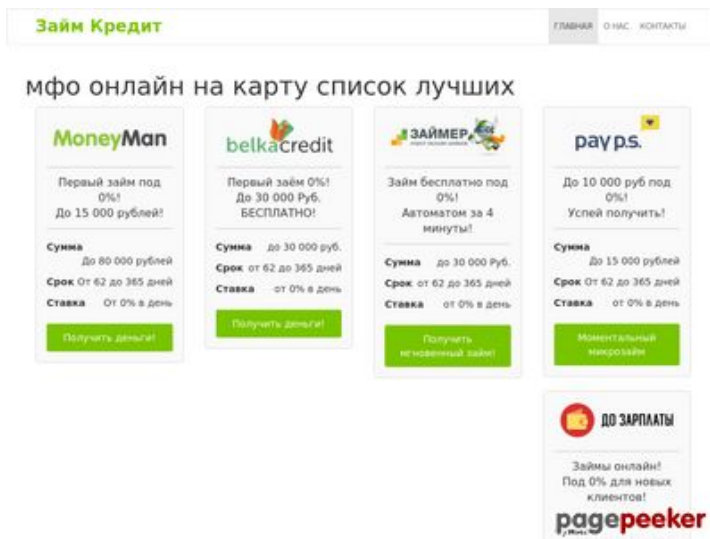 Займ Кредит
ГЛАВНАЯ О НАС. КОНТАКТЫ
мфо онлайн на карту список лучших
MoneyMan
Первый займ под
0%!
До 15 000 рублей!
Сумма
До 80 000 рублей
Срок От 62 до 365 дней
Ставка От 0% в день
Получить деньги!
belkacredit
Первый заём 0%!
До 30 000 Руб.
БЕСПЛАТНО!
Сумма до 30 000 руб.
Срок от 62 до 365 дней
Ставка от 0% в день
Получить деньги!
ЗАЙМЕР
Займ бесплатно под
0%!
Автоматом за 4
минуты!
Сумма до 30 000 Руб.
Срок от 62 до 365 дней
Ставка от 0% в день
Получить
мгновенный займ!
pay p.s.
До 10 000 руб под
0%!
Успей получить!
Сумма
До 15 000 рублей
Срок От 62 до 365 дней
Ставка от 0% в день
Моментальный
микрозайм
ДО ЗАРПЛАТЫ
Займы онлайн!
Под 0% для новых
клиентов!
pagepeeker